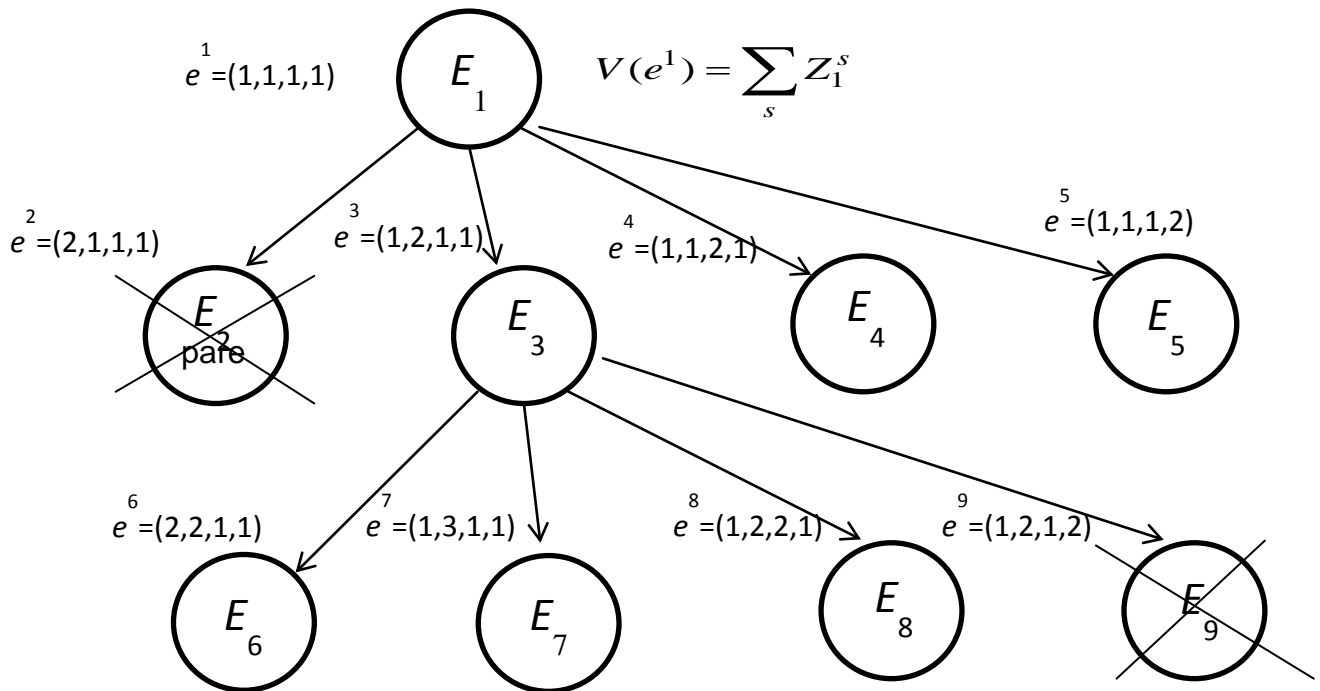 e¹=(1,1,1,1)
E₁
V(e¹) = ∑ₛ Z₁ˢ
e²=(2,1,1,1)
e³=(1,2,1,1)
e⁴=(1,1,2,1)
e⁵=(1,1,1,2)
E₂
pare
E₃
E₄
E₅
e⁶=(2,2,1,1)
e⁷=(1,3,1,1)
e⁸=(1,2,2,1)
e⁹=(1,2,1,2)
E₆
E₇
E₈
E₉